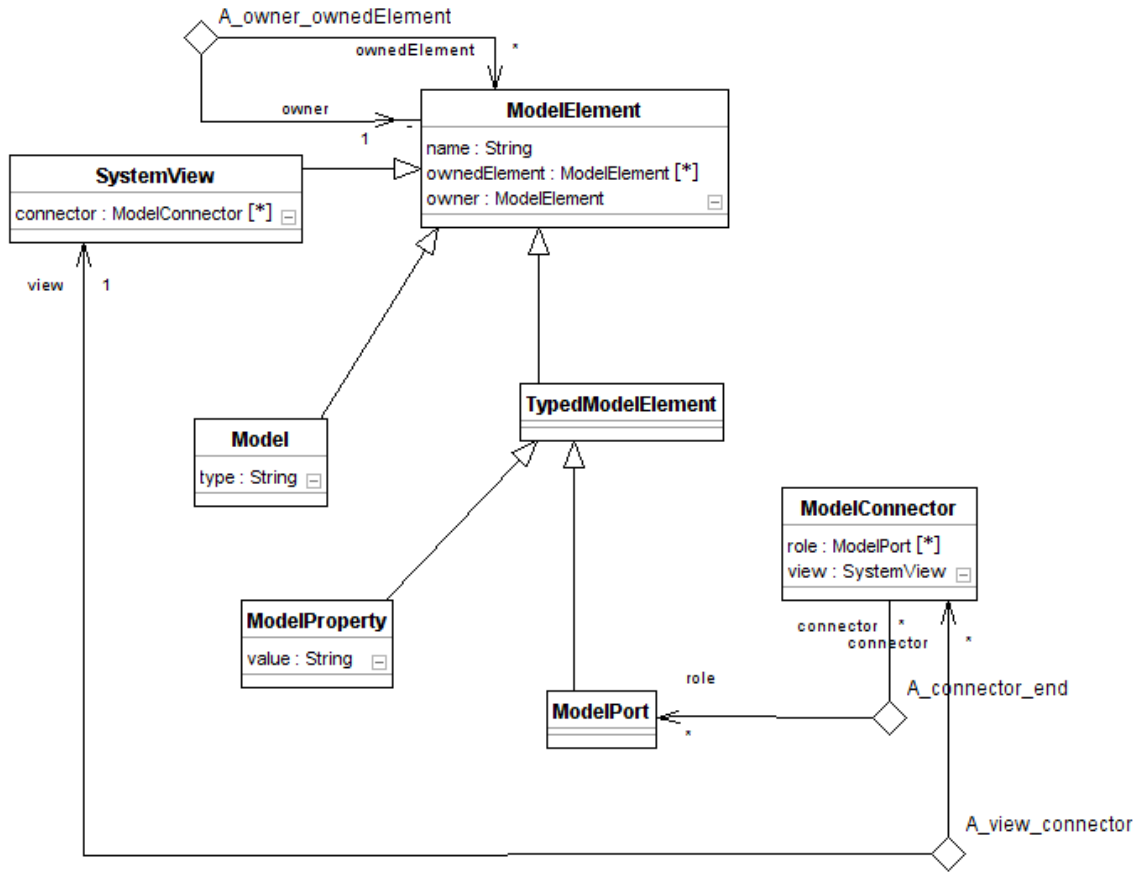 A_owner_ownedElement
ownedElement *
owner
1
ModelElement
name : String
ownedElement : ModelElement [*]
owner : ModelElement
SystemView
connector : ModelConnector [*]
view 1
TypedModelElement
Model
type : String
ModelConnector
role : ModelPort [*]
view : SystemView
ModelProperty
value : String
connector *
connector *
role
A_connector_end
ModelPort
*
A_view_connector